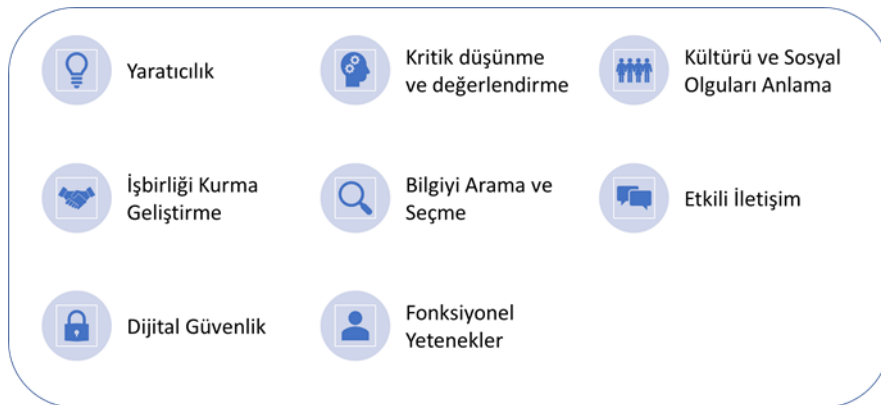 Yaratıcılık
Kritik düşünme
ve değerlendirme
Kültürü ve Sosyal
Olguları Anlama
İşbirliği Kurma
Geliştirme
Bilgiyi Arama ve
Seçme
Etkili İletişim
Dijital Güvenlik
Fonksiyonel
Yetenekler